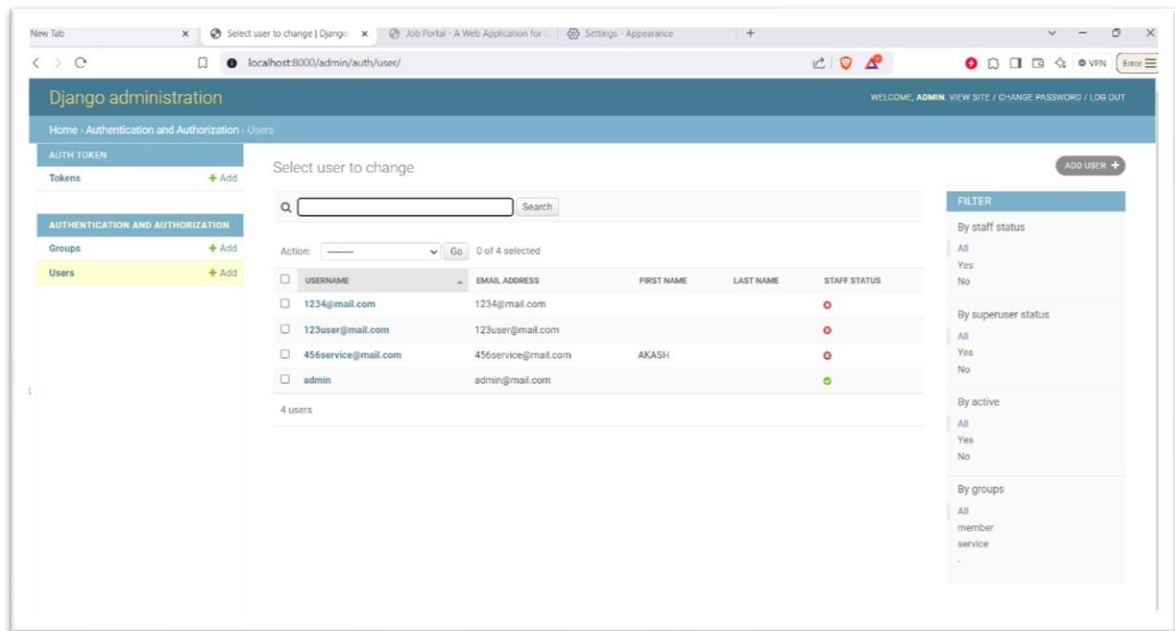 New Tab
Select user to change | Django
Job Portal - A Web Application for
Settings - Appearance
localhost:8000/admin/auth/user/
VPN
Error
Django administration
WELCOME, ADMIN. VIEW SITE / CHANGE PASSWORD / LOG OUT
Home › Authentication and Authorization › Users
AUTH TOKEN
Tokens
+ Add
AUTHENTICATION AND AUTHORIZATION
Groups
+ Add
Users
+ Add
Select user to change
ADD USER +
Search
Action: ---------
Go
0 of 4 selected
USERNAME EMAIL ADDRESS FIRST NAME LAST NAME STAFF STATUS
1234@mail.com 1234@mail.com
123user@mail.com 123user@mail.com
456service@mail.com 456service@mail.com AKASH
admin admin@mail.com
4 users
FILTER
By staff status
All
Yes
No
By superuser status
All
Yes
No
By active
All
Yes
No
By groups
All
member
service
-